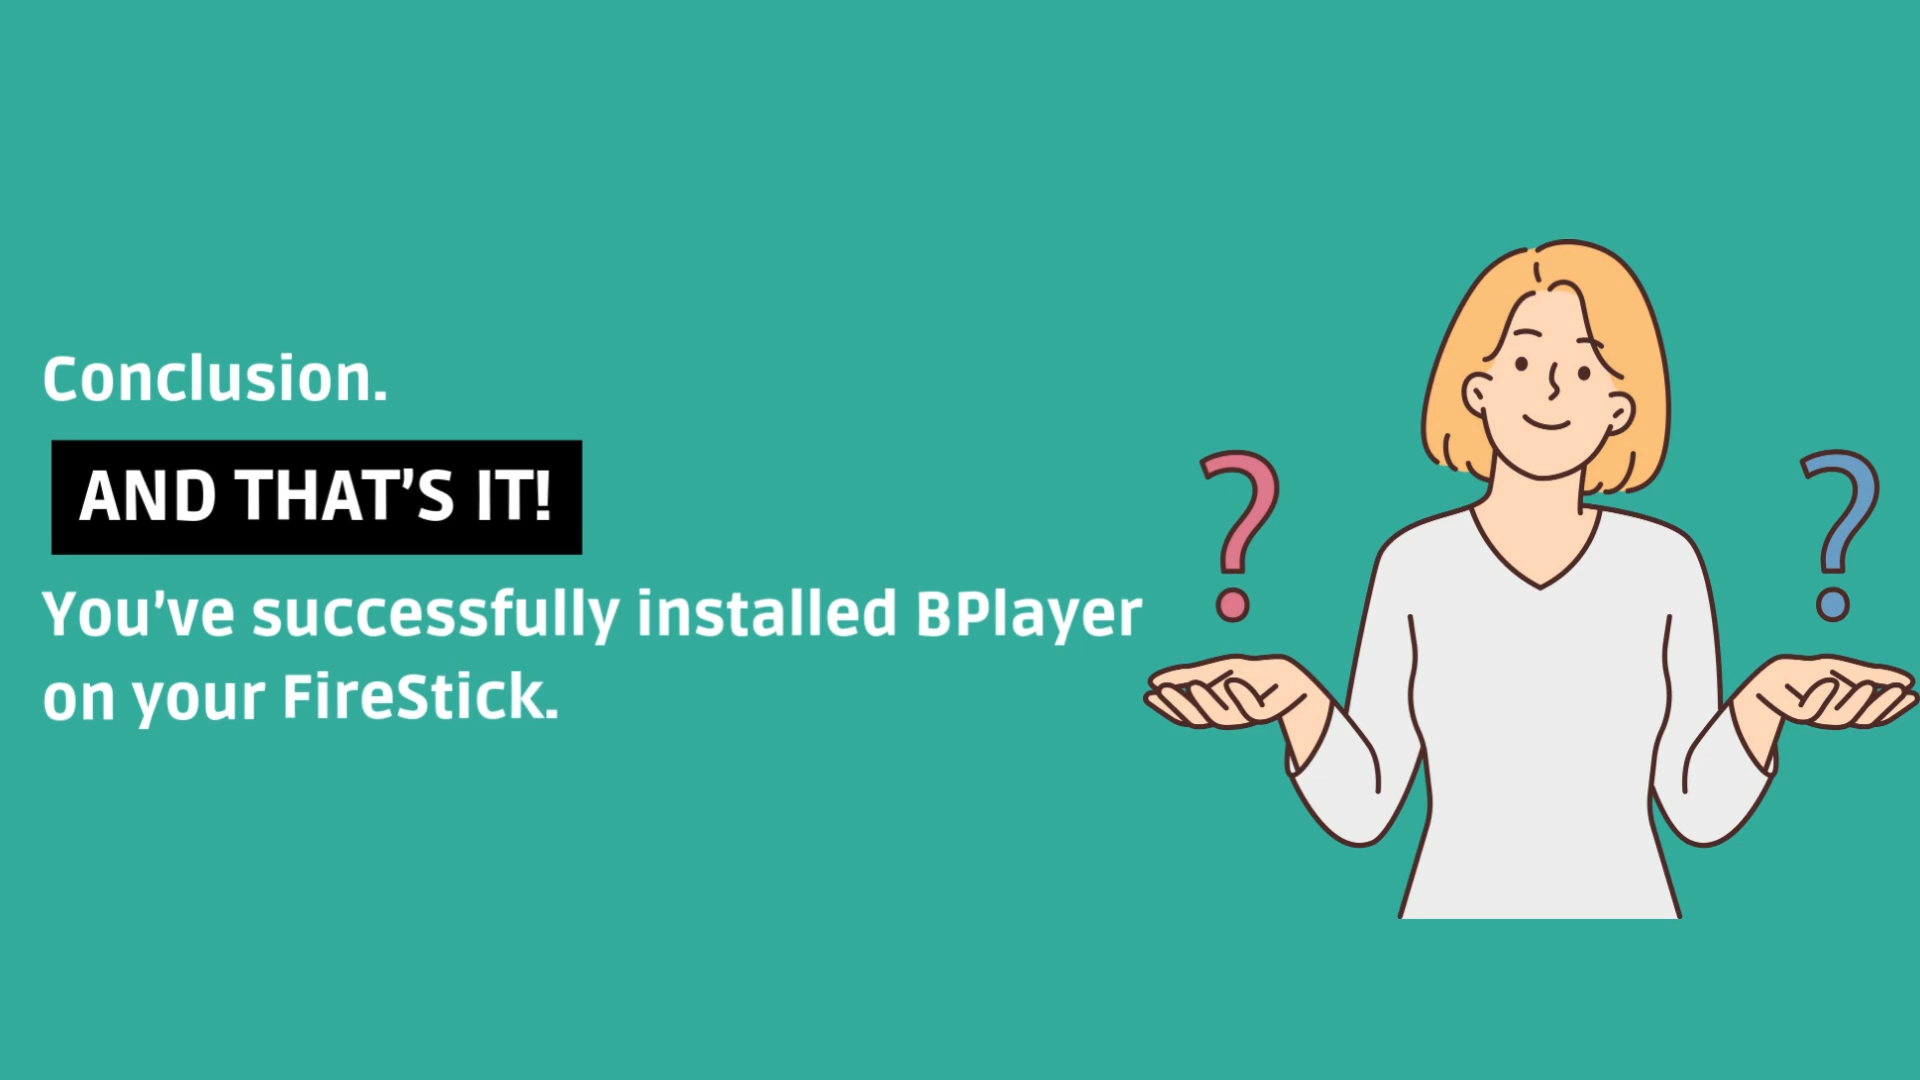 Conclusion.
AND THAT’S IT!
You’ve successfully installed BPlayer
on your FireStick.
? ?